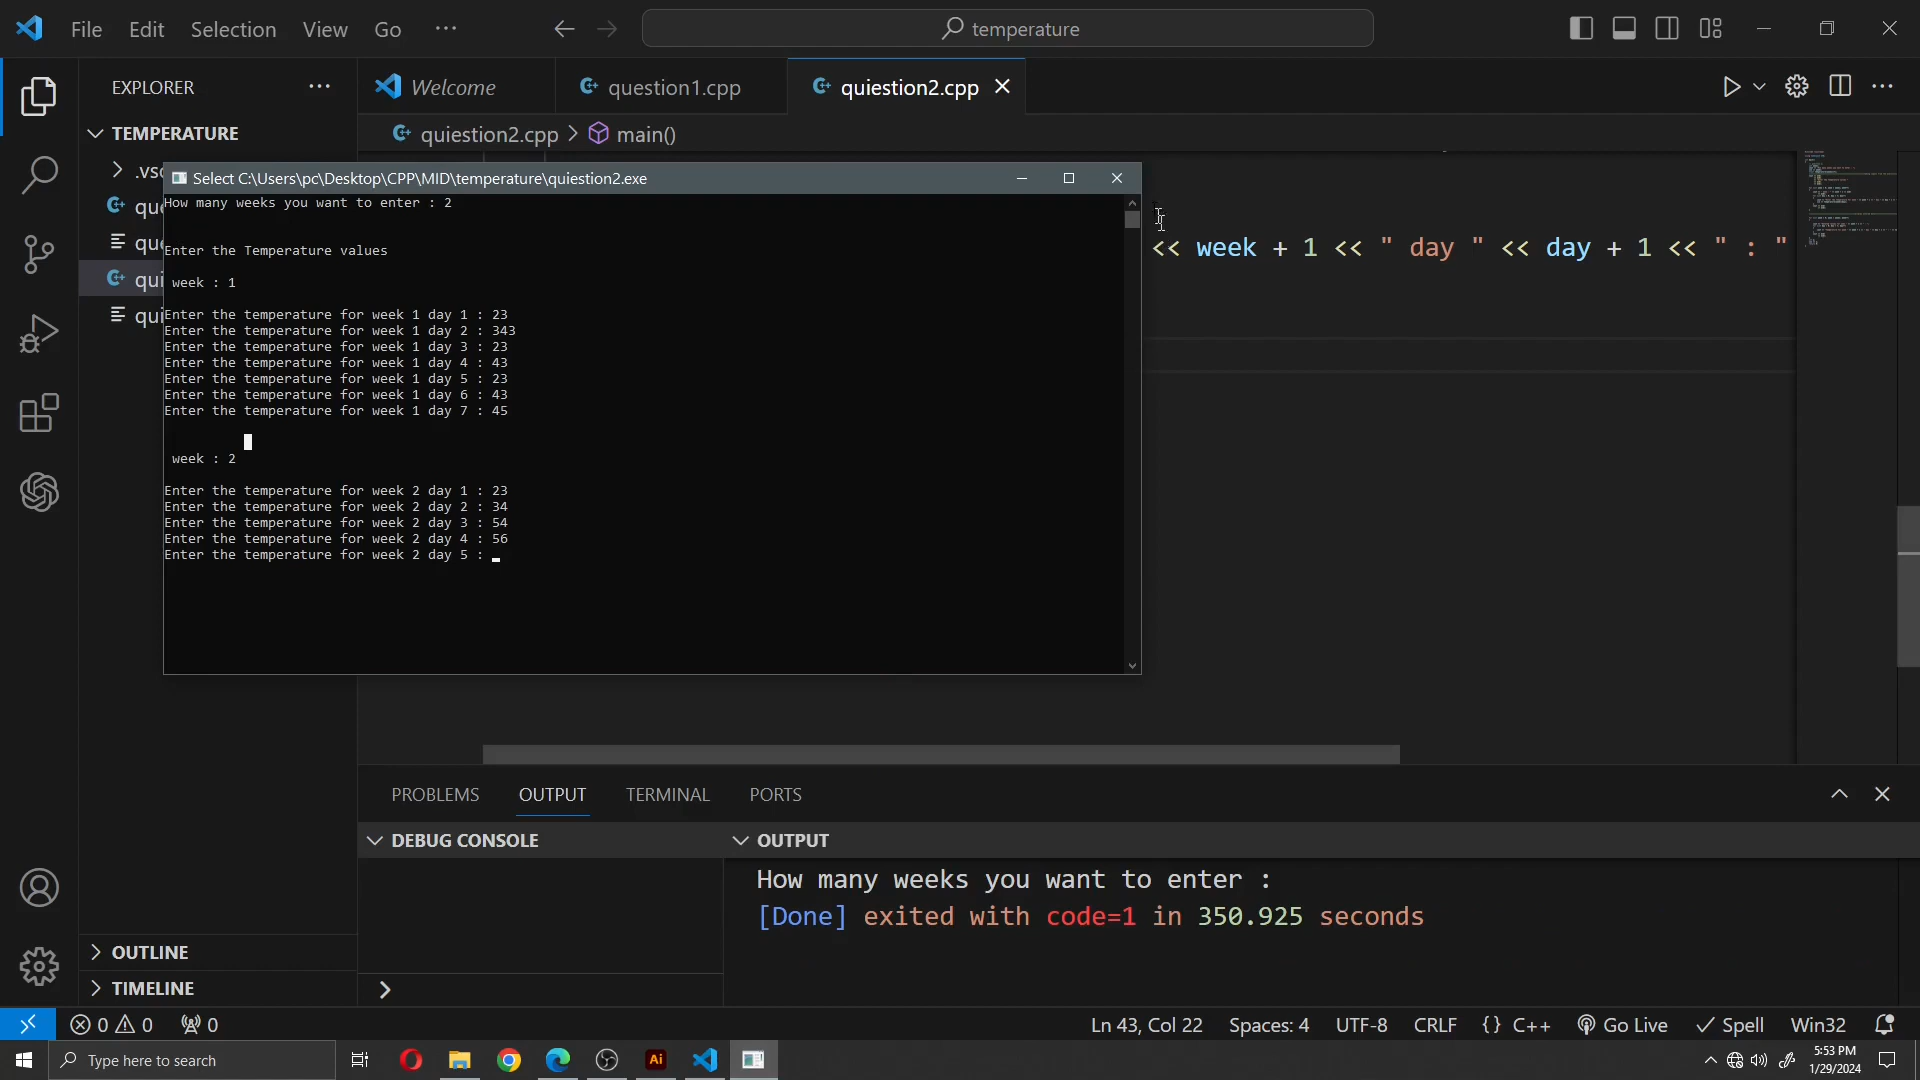 File Edit Selection View Go ···
temperature
EXPLORER
Welcome
question1.cpp
quiestion2.cpp
TEMPERATURE
quiestion2.cpp > main()
.vsc
Select C:\Users\pc\Desktop\CPP\MID\temperature\quiestion2.exe
que
How many weeks you want to enter : 2
que
Enter the Temperature values
<< week + 1 << " day " << day + 1 << " : "
qui
week : 1
qui
Enter the temperature for week 1 day 1 : 23
Enter the temperature for week 1 day 2 : 343
Enter the temperature for week 1 day 3 : 23
Enter the temperature for week 1 day 4 : 43
Enter the temperature for week 1 day 5 : 23
Enter the temperature for week 1 day 6 : 43
Enter the temperature for week 1 day 7 : 45
week : 2
Enter the temperature for week 2 day 1 : 23
Enter the temperature for week 2 day 2 : 34
Enter the temperature for week 2 day 3 : 54
Enter the temperature for week 2 day 4 : 56
Enter the temperature for week 2 day 5 :
PROBLEMS OUTPUT TERMINAL PORTS
DEBUG CONSOLE
OUTPUT
How many weeks you want to enter :
[Done] exited with code=1 in 350.925 seconds
OUTLINE
TIMELINE
0 0 0
Ln 43, Col 22 Spaces: 4 UTF-8 CRLF {} C++ Go Live Spell Win32
Type here to search
Ai
5:53 PM
1/29/2024